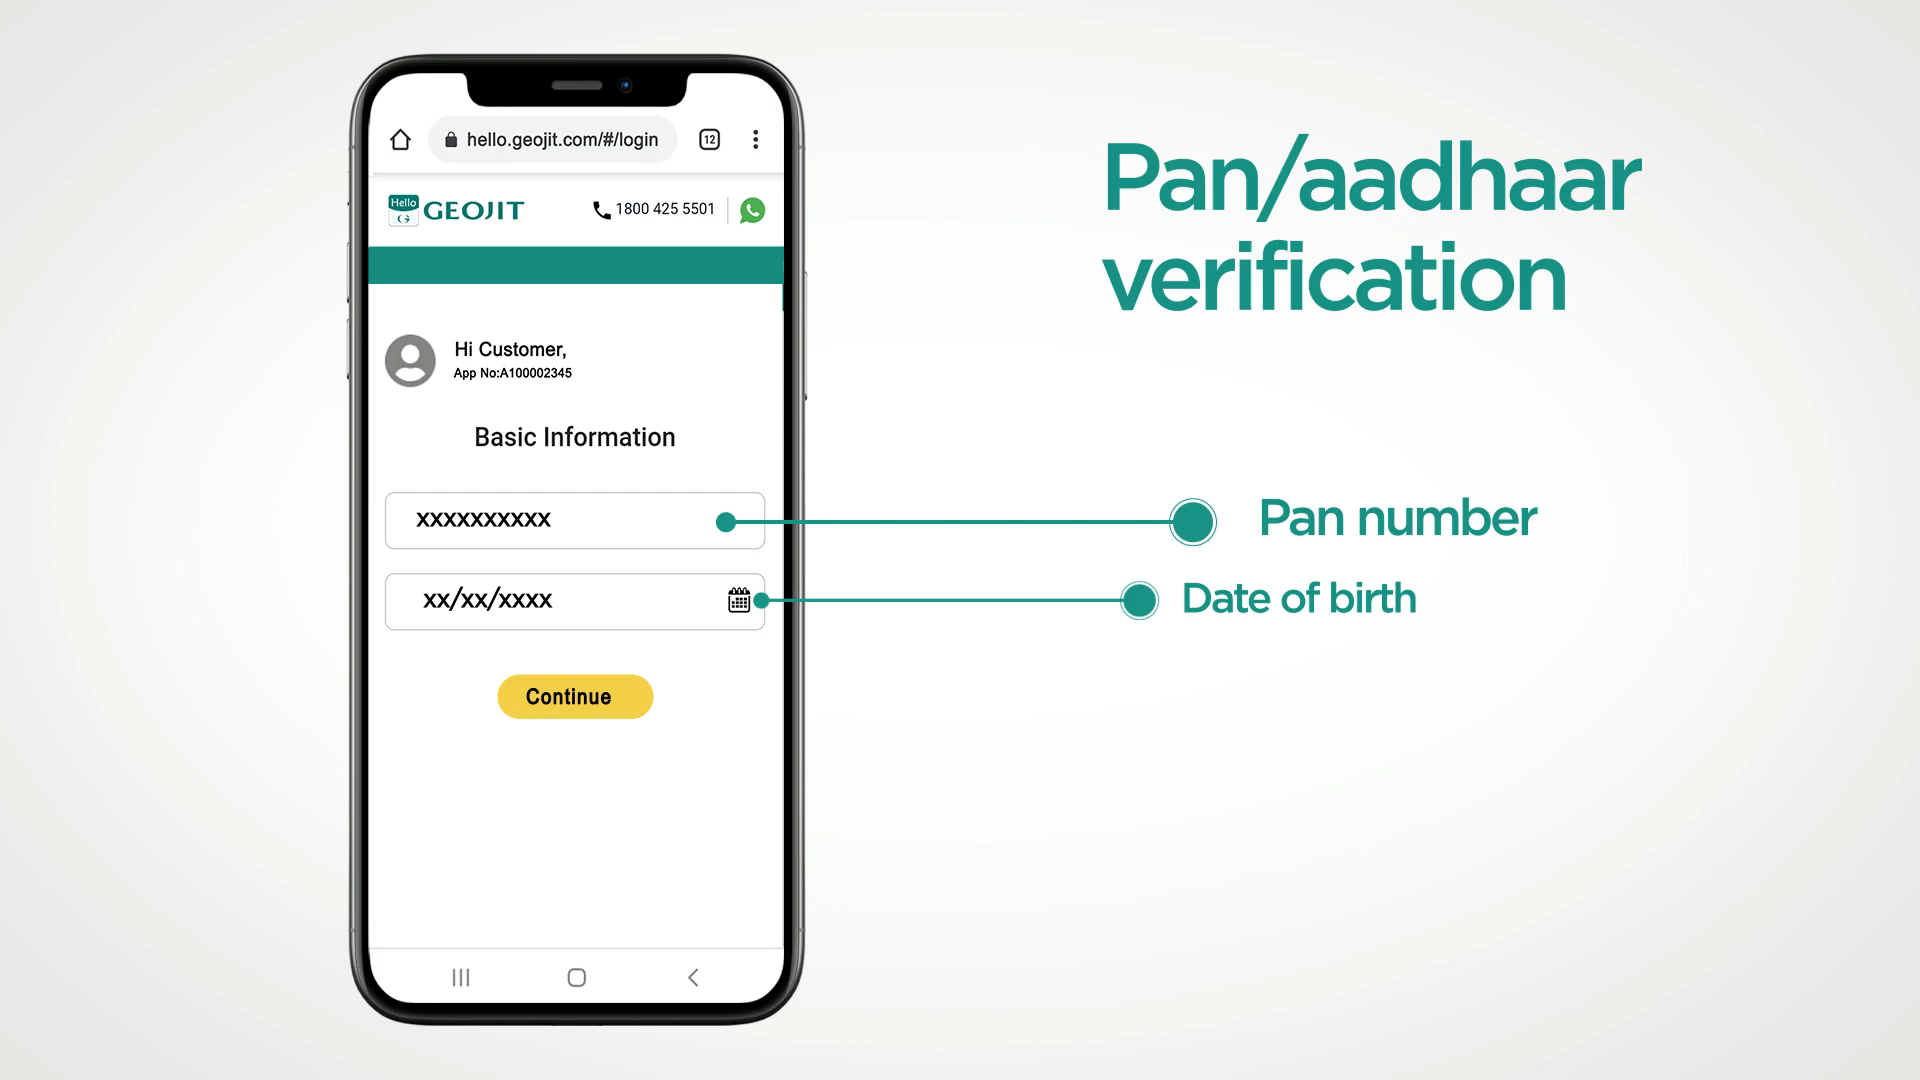 12
hello.geojit.com/#/login
Hello
GEOJIT
1800 425 5501
Hi Customer,
App No:A100002345
Basic Information
xxxxxxxxxx
xx/xx/xxxx
Continue
Pan/aadhaar
verification
Pan number
Date of birth